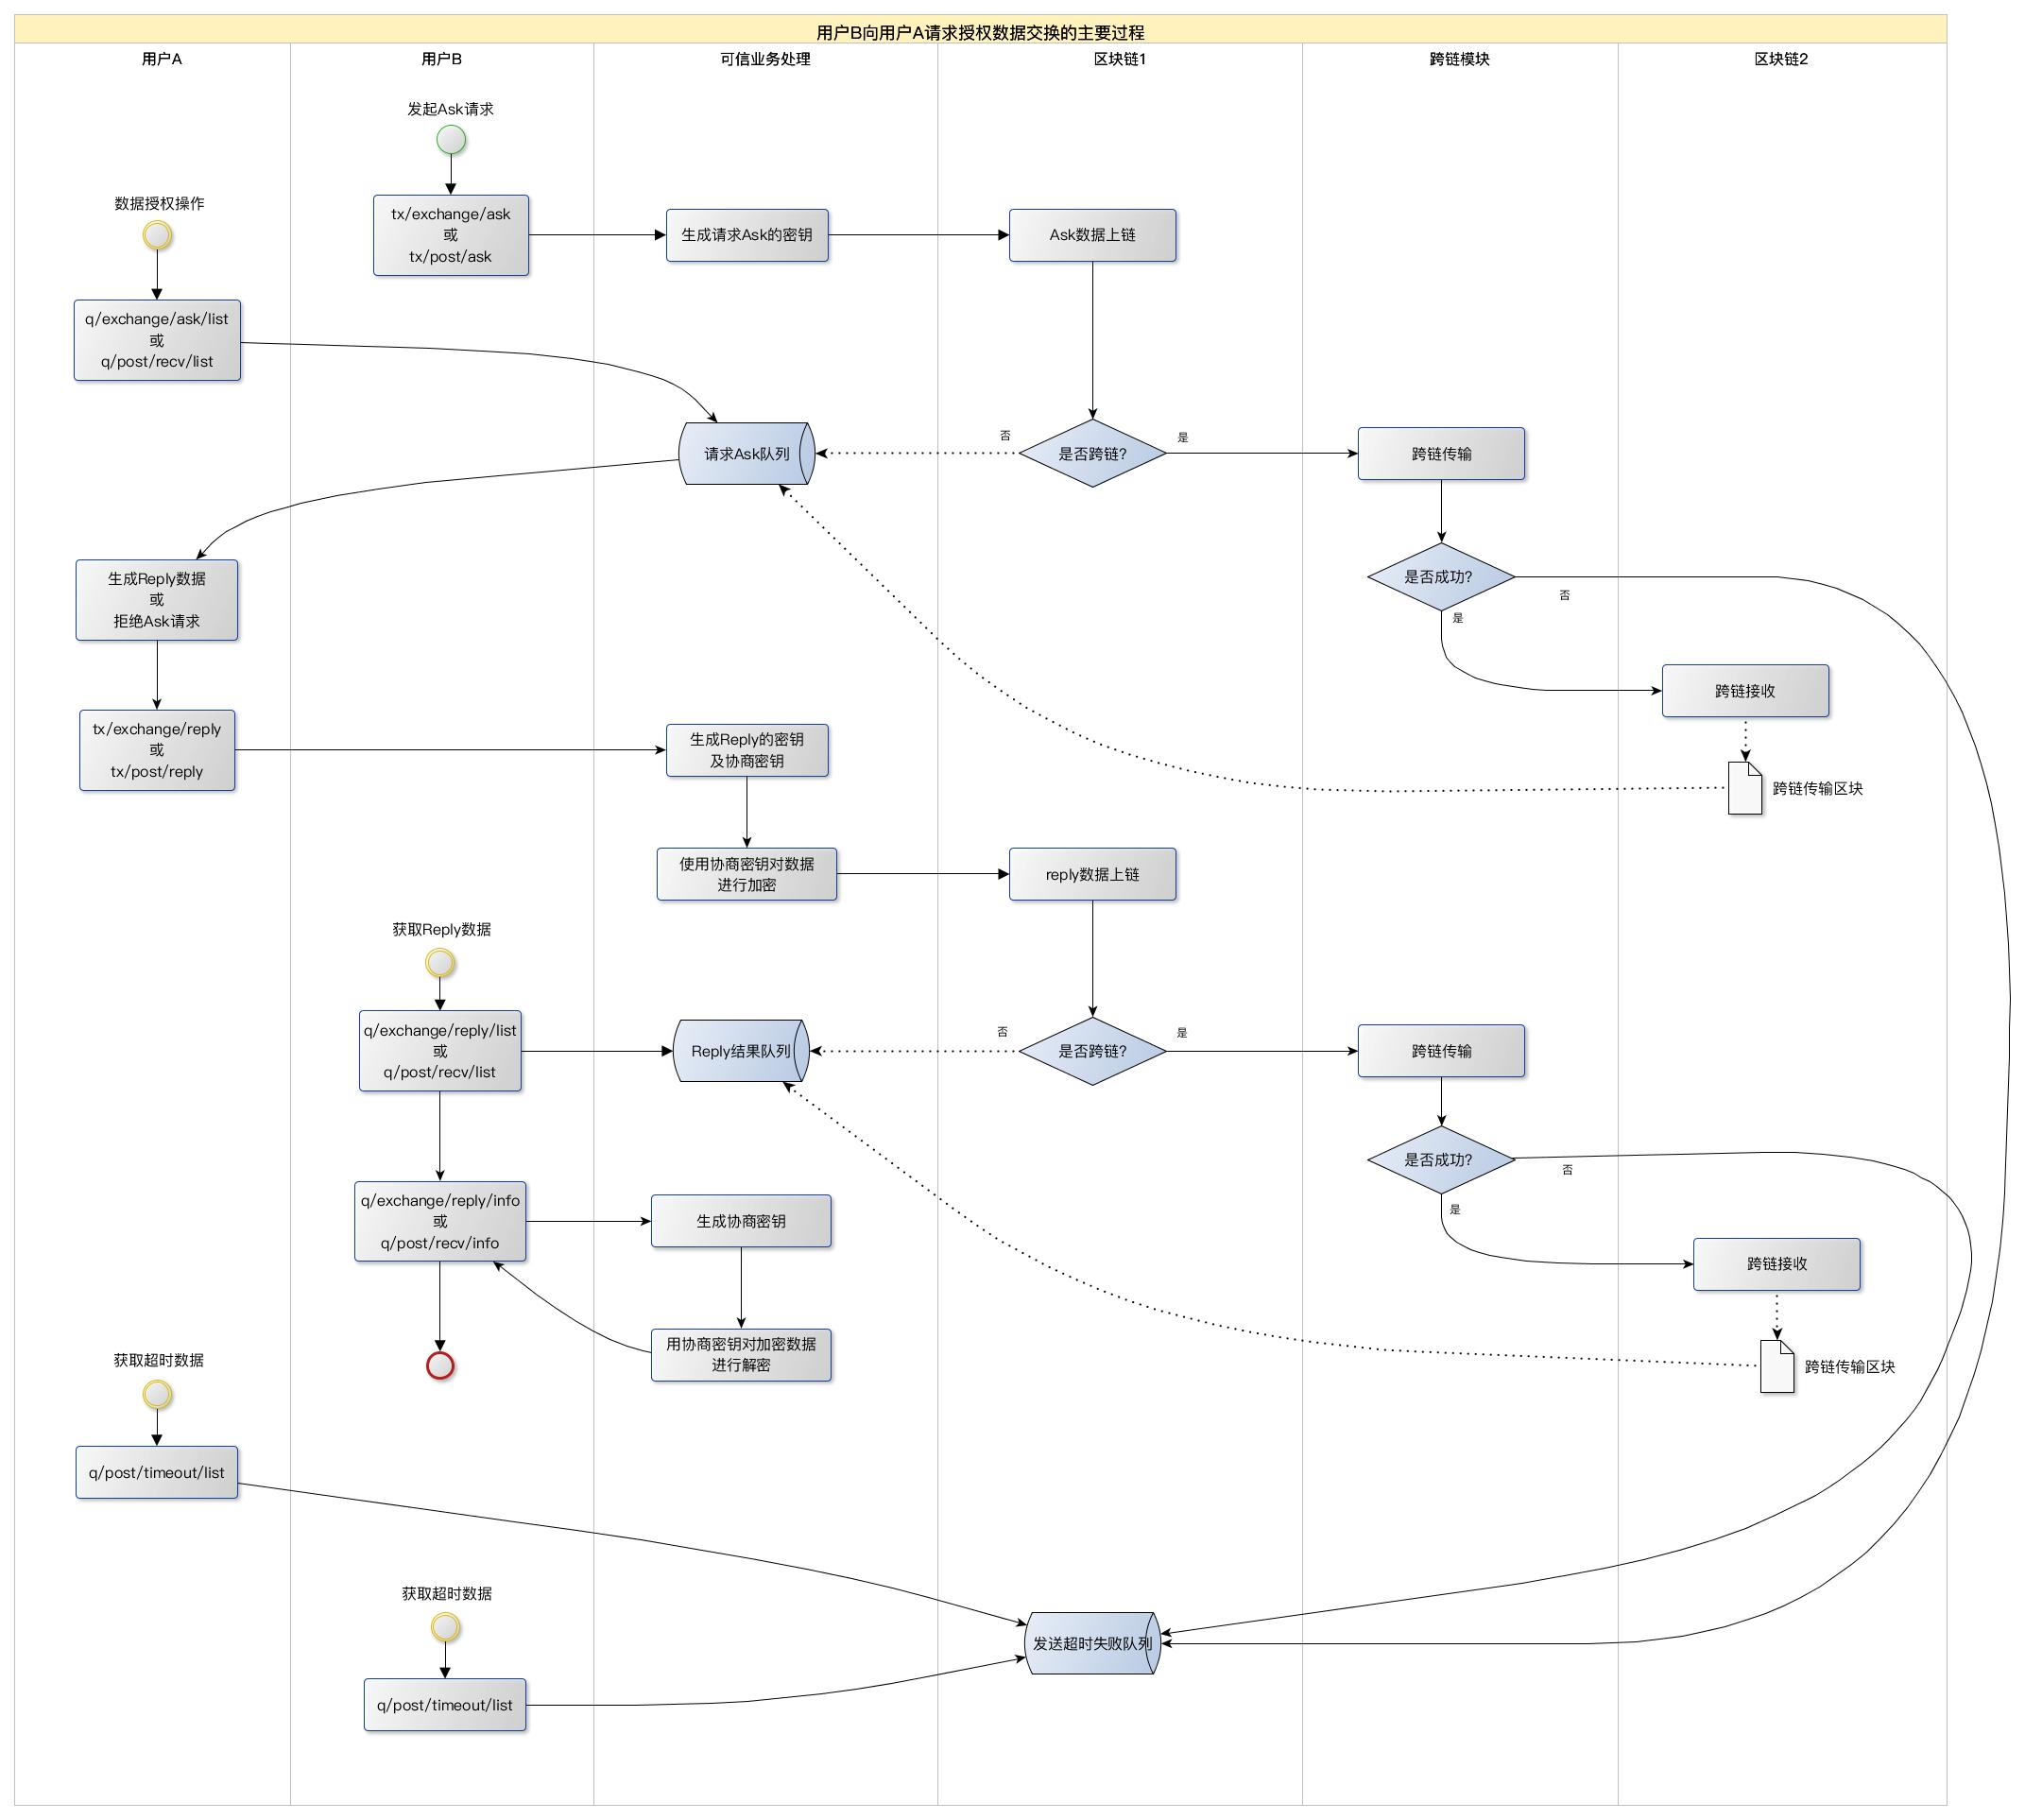 用户B向用户A请求授权数据交换的主要过程
用户A
用户B
可信业务处理
区块链1
跨链模块
区块链2
发起Ask请求
数据授权操作
tx/exchange/ask
或
tx/post/ask
生成请求Ask的密钥
Ask数据上链
q/exchange/ask/list
或
q/post/recv/list
请求Ask队列
否
是否跨链?
是
跨链传输
是否成功?
否
是
生成Reply数据
或
拒绝Ask请求
跨链接收
tx/exchange/reply
或
tx/post/reply
生成Reply的密钥
及协商密钥
跨链传输区块
使用协商密钥对数据
进行加密
reply数据上链
获取Reply数据
q/exchange/reply/list
或
q/post/recv/list
Reply结果队列
否
是否跨链?
是
跨链传输
是否成功?
否
是
q/exchange/reply/info
或
q/post/recv/info
生成协商密钥
跨链接收
用协商密钥对加密数据
进行解密
跨链传输区块
获取超时数据
q/post/timeout/list
获取超时数据
发送超时失败队列
q/post/timeout/list